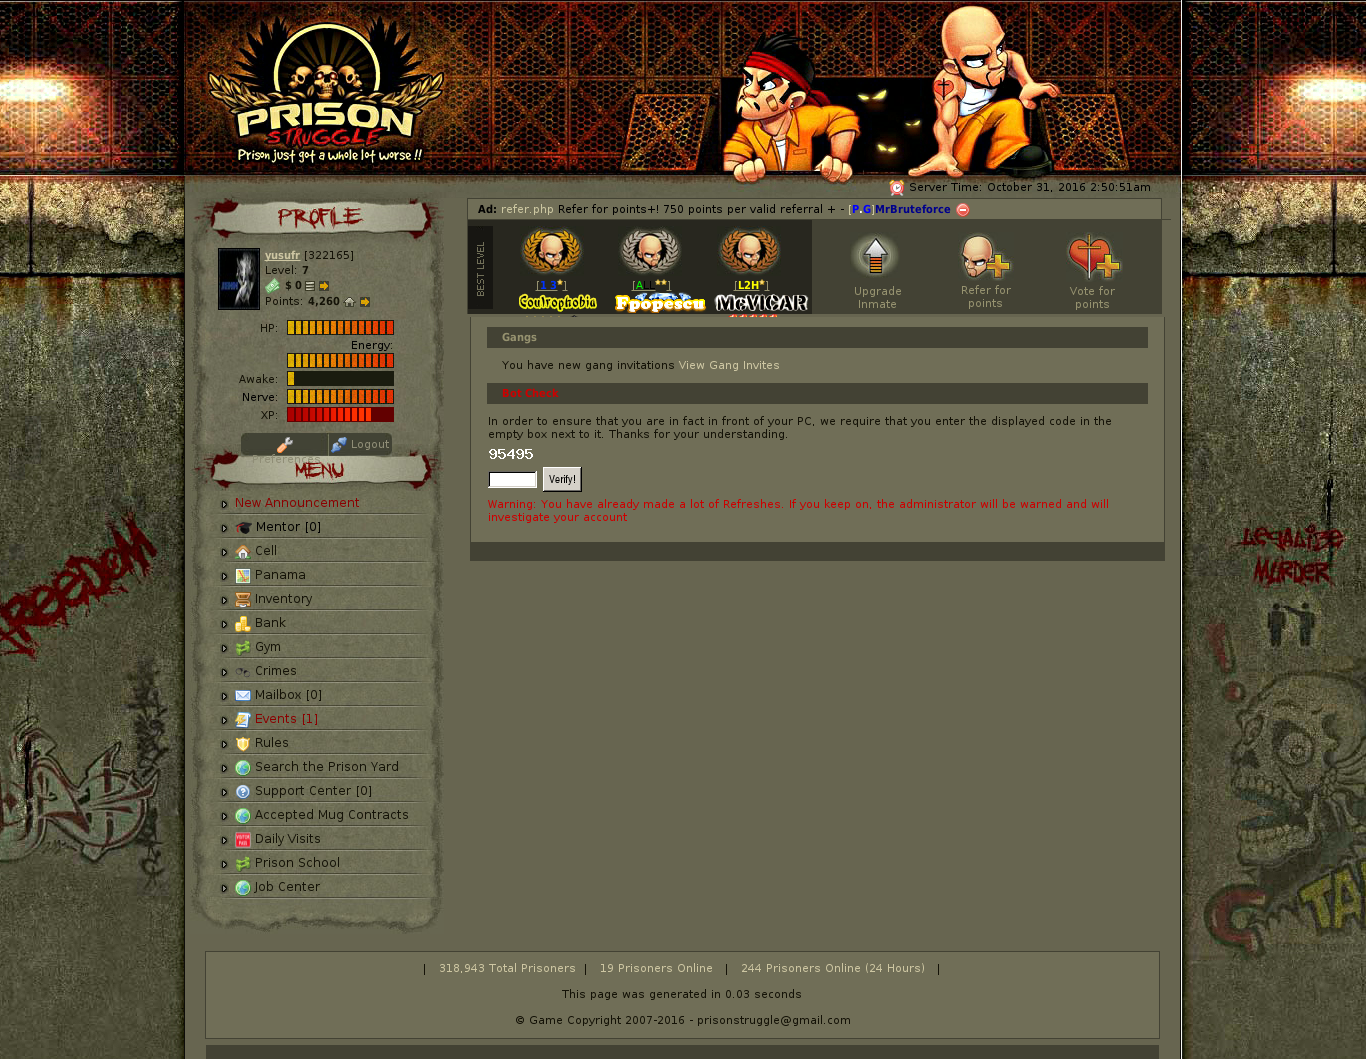 PRISON
STRUGGLE
Prison just got a whole lot worse !!
Server Time: October 31, 2016 2:50:51am
PROFILE
yusufr [322165]
Level: 7
$ 0
Points: 4,260
HP:
Energy:
Awake:
Nerve:
XP:
Preferences
Logout
MENU
New Announcement
Mentor [0]
Cell
Panama
Inventory
Bank
Gym
Crimes
Mailbox [0]
Events [1]
Rules
Search the Prison Yard
Support Center [0]
Accepted Mug Contracts
Daily Visits
Prison School
Job Center
Ad: refer.php Refer for points+! 750 points per valid referral + - [P.G]MrBruteforce
BEST LEVEL
Controphobia
Fpopescu
[L2H*]
McVICAR
Upgrade
Inmate
Refer for
points
Vote for
points
Gangs
You have new gang invitations View Gang Invites
Bot Check
In order to ensure that you are in fact in front of your PC, we require that you enter the displayed code in the
empty box next to it. Thanks for your understanding.
95495
Verify!
Warning: You have already made a lot of Refreshes. If you keep on, the administrator will be warned and will
investigate your account
FREEDOM
LEGALIZE
MURDER
| 318,943 Total Prisoners | 19 Prisoners Online | 244 Prisoners Online (24 Hours) |
This page was generated in 0.03 seconds
© Game Copyright 2007-2016 - prisonstruggle@gmail.com